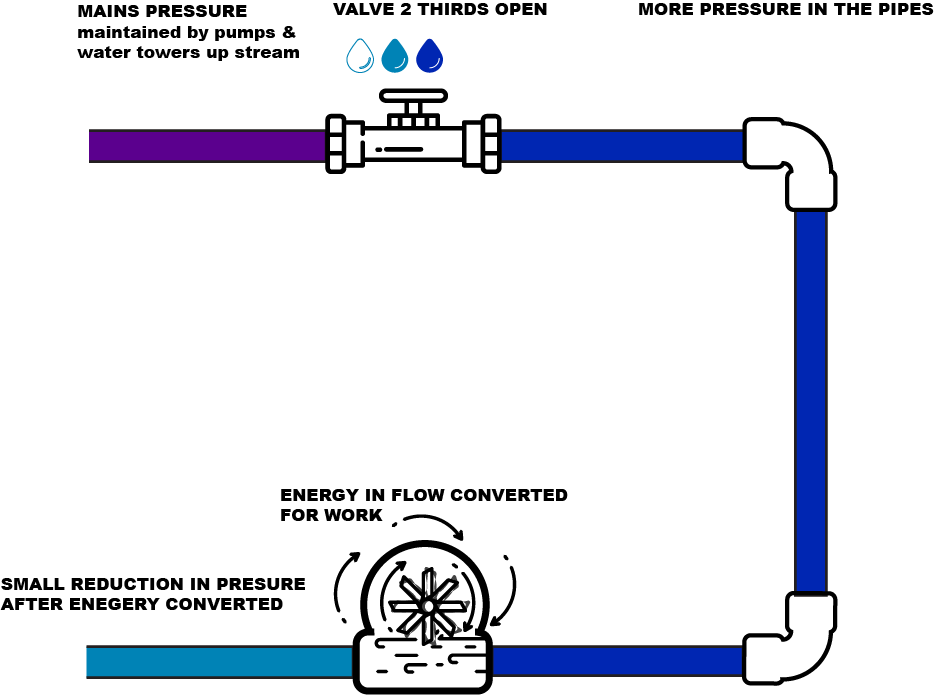 MAINS PRESSURE
maintained by pumps &
water towers up stream
VALVE 2 THIRDS OPEN
MORE PRESSURE IN THE PIPES
ENERGY IN FLOW CONVERTED
FOR WORK
SMALL REDUCTION IN PRESURE
AFTER ENEGERY CONVERTED